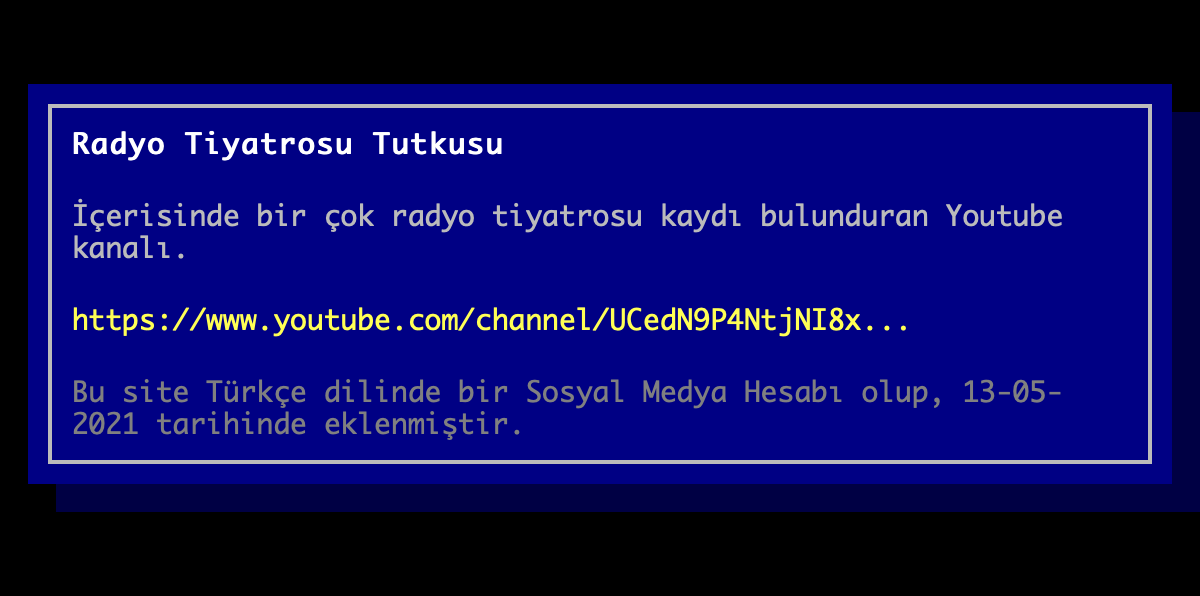 Radyo Tiyatrosu Tutkusu
İçerisinde bir çok radyo tiyatrosu kaydı bulunduran Youtube
kanalı.
https://www.youtube.com/channel/UCedN9P4NtjNI8x...
Bu site Türkçe dilinde bir Sosyal Medya Hesabı olup, 13-05-
2021 tarihinde eklenmiştir.